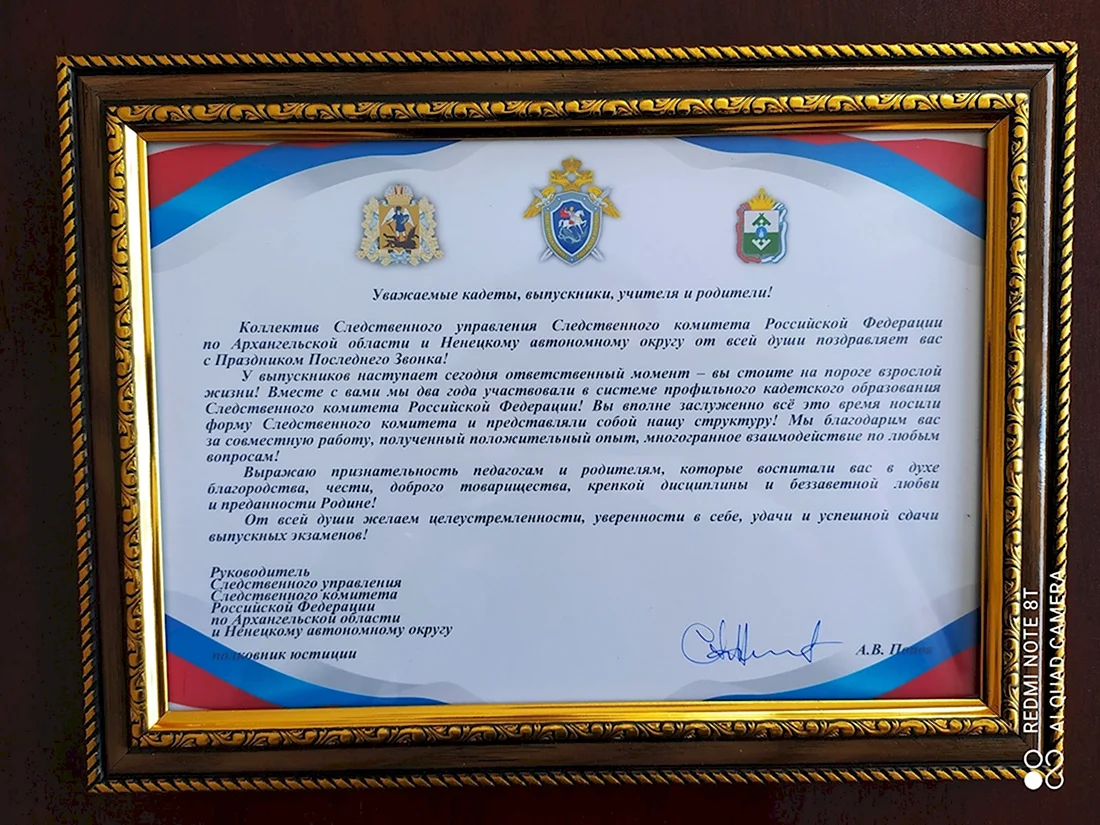 Уважаемые кадеты, выпускники, учителя и родители!
Коллектив Следственного управления Следственного комитета Российской Федерации
по Архангельской области и Ненецкому автономному округу от всей души поздравляет вас
с Праздником Последнего Звонка!
У выпускников наступает сегодня ответственный момент – вы стоите на пороге взрослой
жизни! Вместе с вами мы два года участвовали в системе профильного кадетского образования
Следственного комитета Российской Федерации! Вы вполне заслуженно всё это время носили
форму Следственного комитета и представляли собой нашу структуру! Мы благодарим вас
за совместную работу, полученный положительный опыт, многогранное взаимодействие по любым
вопросам!
Выражаю признательность педагогам и родителям, которые воспитали вас в духе
благородства, чести, доброго товарищества, крепкой дисциплины и беззаветной любви
и преданности Родине!
От всей души желаем целеустремленности, уверенности в себе, удачи и успешной сдачи
выпускных экзаменов!
Руководитель
Следственного управления
Следственного комитета
Российской Федерации
по Архангельской области
и Ненецкому автономному округу
полковник юстиции
А.В.
REDMI NOTE 8T
AI QUAD CAMERA